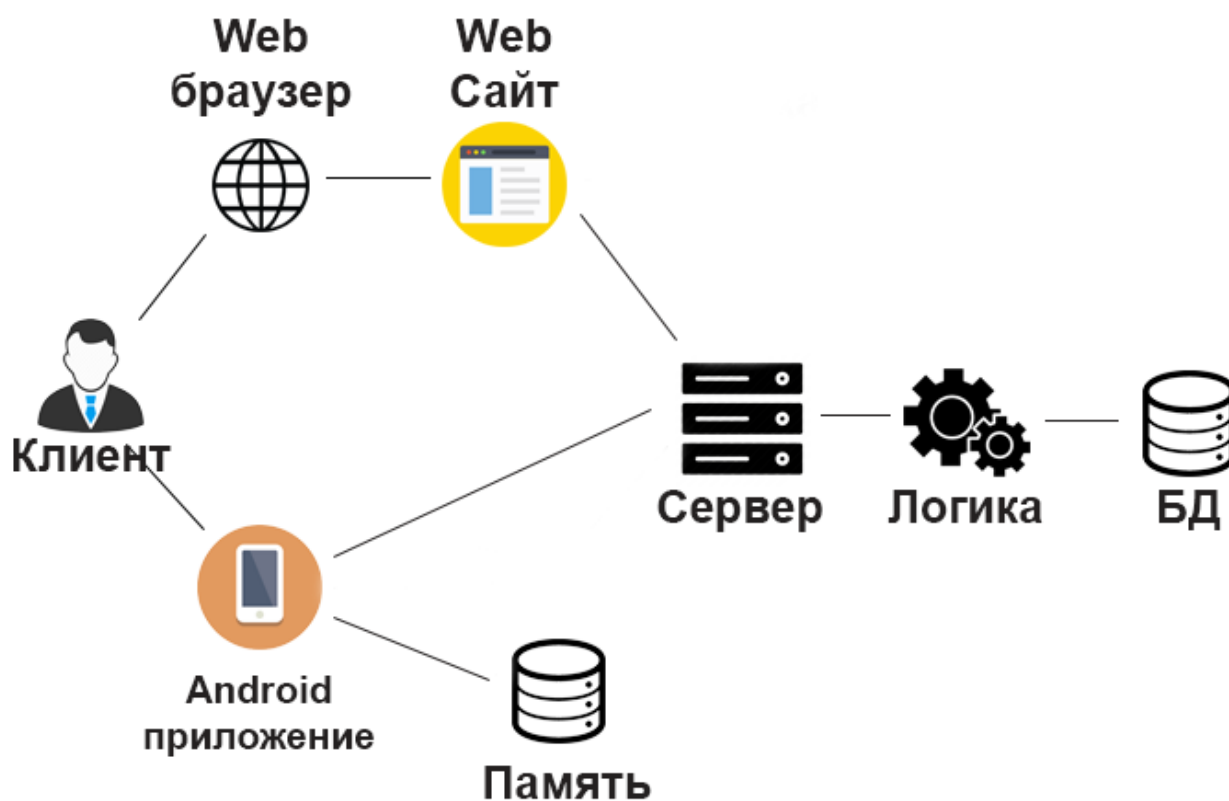 Web
браузер
Web
Сайт
Клиент
Сервер
Логика
БД
Android
приложение
Память